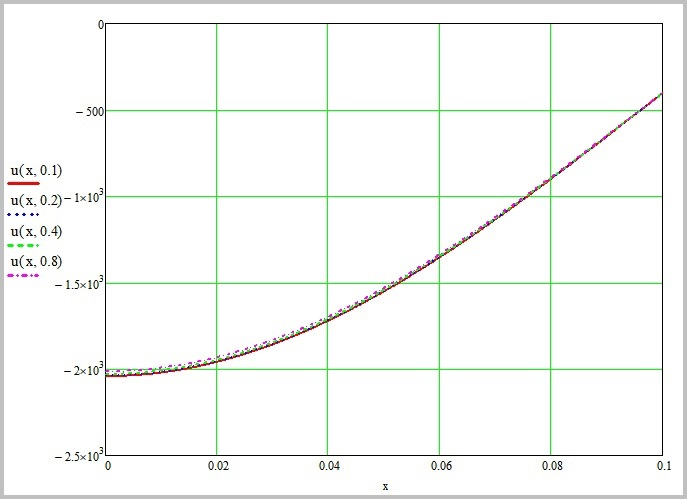 0
− 500
− 1×10³
− 1.5×10³
− 2×10³
− 2.5×10³
u(x, 0.1)
u(x, 0.2)
u(x, 0.4)
u(x, 0.8)
0 0.02 0.04 0.06 0.08 0.1
x